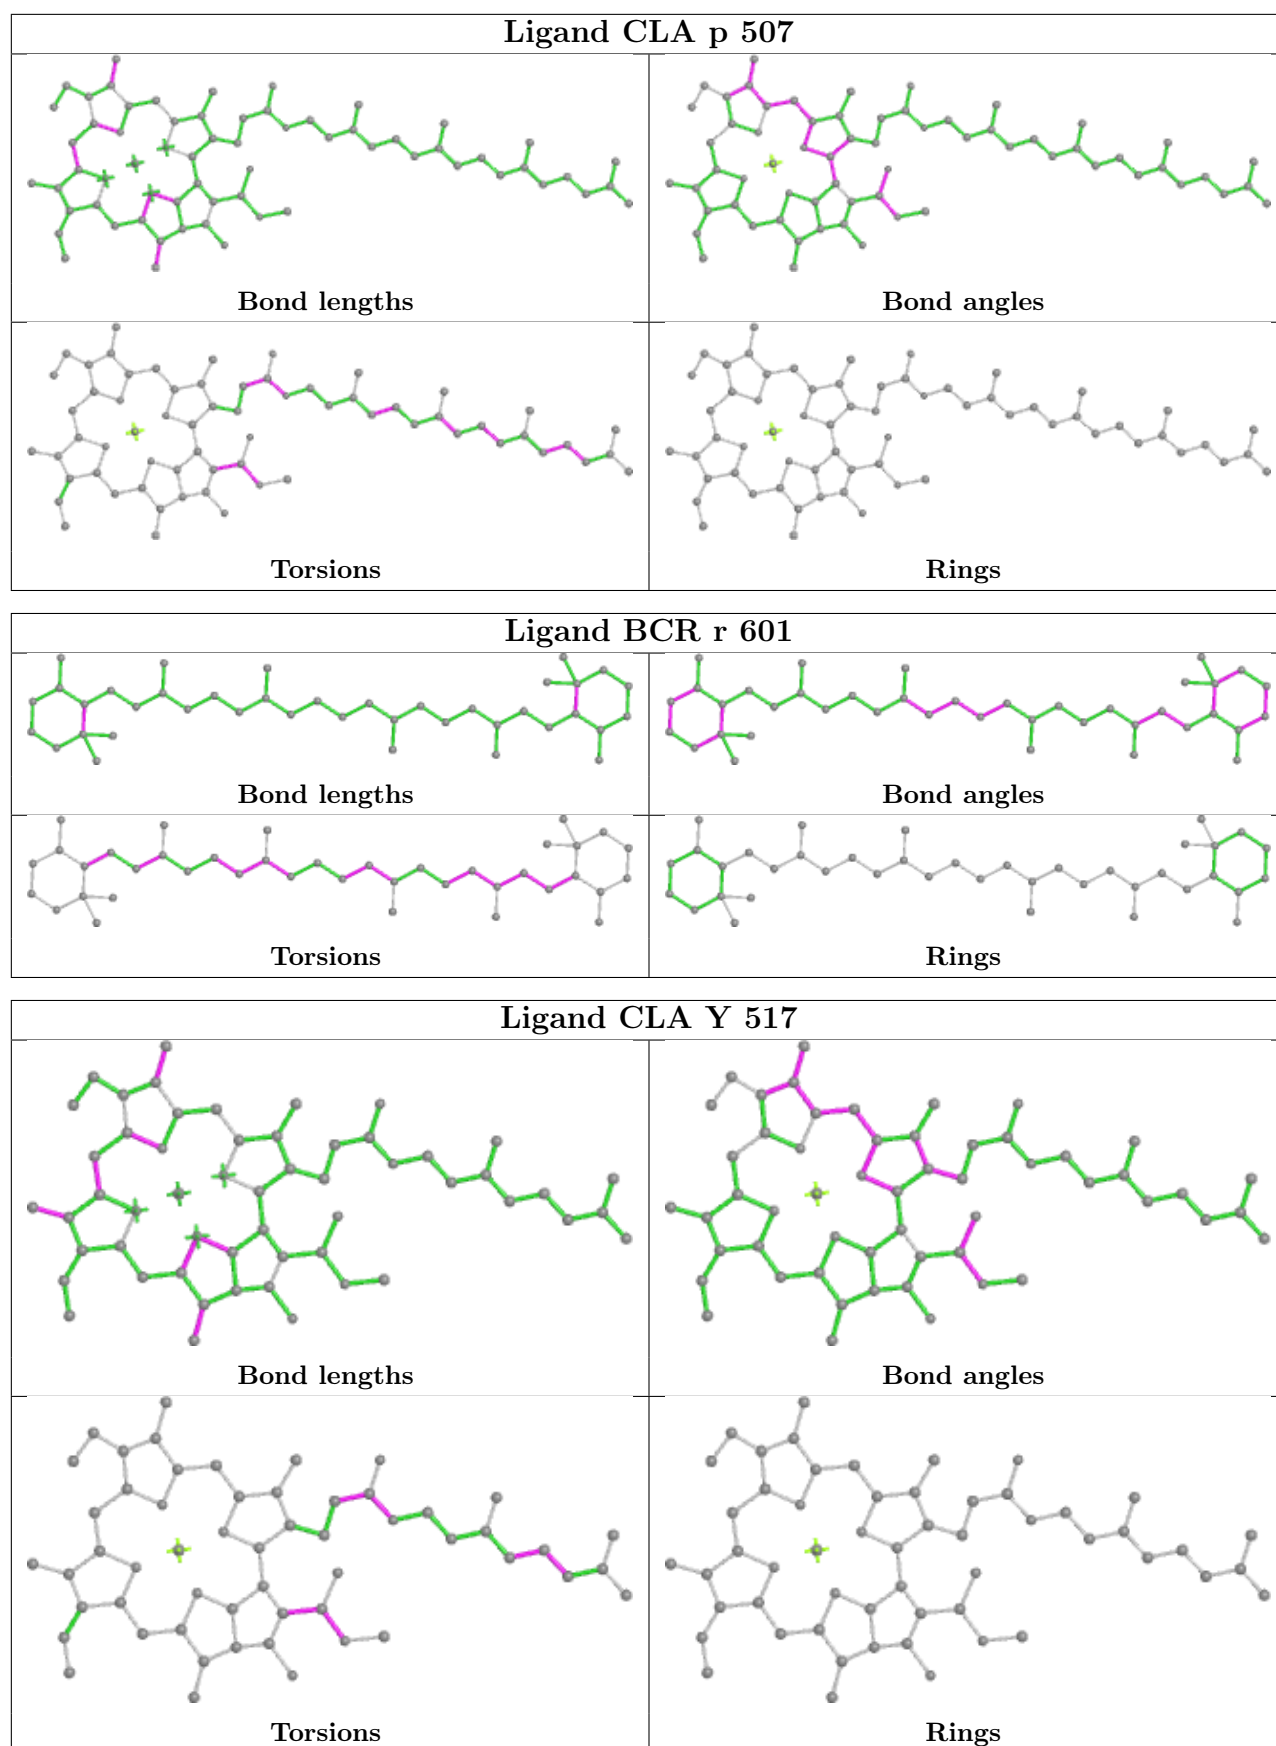 Ligand CLA p 507
Bond lengths
Bond angles
Torsions
Rings
Ligand BCR r 601
Bond lengths
Bond angles
Torsions
Rings
Ligand CLA Y 517
Bond lengths
Bond angles
Torsions
Rings